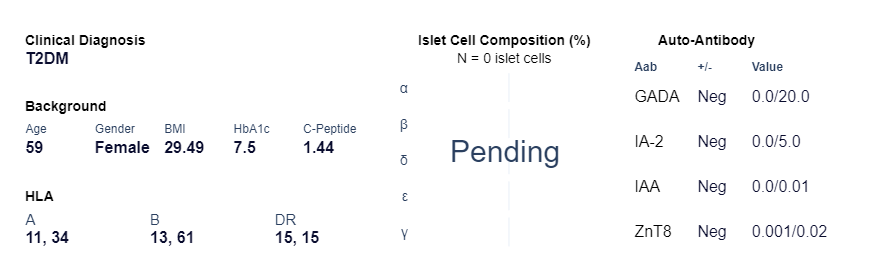 Clinical Diagnosis
T2DM
Background
Age Gender BMI HbA1c C-Peptide
59 Female 29.49 7.5 1.44
HLA
A B DR
11, 34 13, 61 15, 15
Islet Cell Composition (%)
N = 0 islet cells
α
β
δ
ε
γ
Pending
Auto-Antibody
Aab +/- Value
GADA Neg 0.0/20.0
IA-2 Neg 0.0/5.0
IAA Neg 0.0/0.01
ZnT8 Neg 0.001/0.02